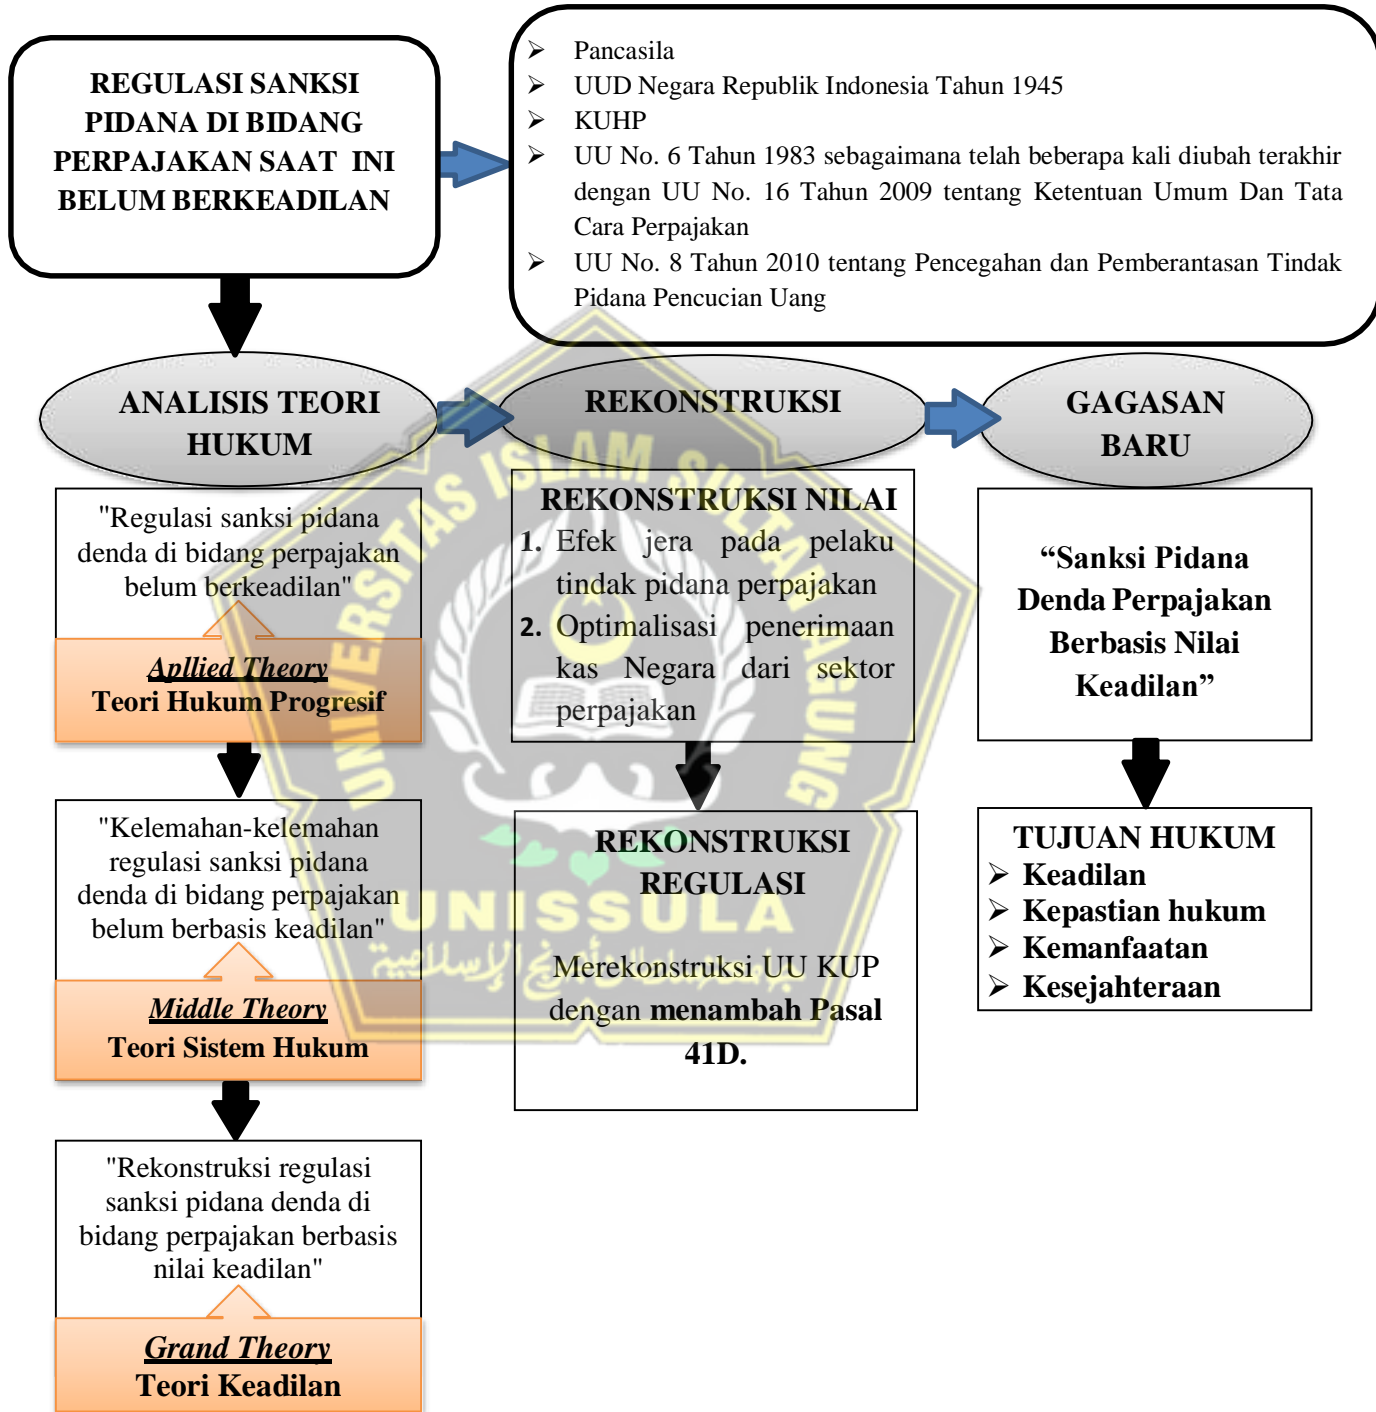 REGULASI SANKSI
PIDANA DI BIDANG
PERPAJAKAN SAAT INI
BELUM BERKEADILAN
➢ Pancasila
➢ UUD Negara Republik Indonesia Tahun 1945
➢ KUHP
➢ UU No. 6 Tahun 1983 sebagaimana telah beberapa kali diubah terakhir
dengan UU No. 16 Tahun 2009 tentang Ketentuan Umum Dan Tata
Cara Perpajakan
➢ UU No. 8 Tahun 2010 tentang Pencegahan dan Pemberantasan Tindak
Pidana Pencucian Uang
ANALISIS TEORI
HUKUM
"Regulasi sanksi pidana
denda di bidang perpajakan
belum berkeadilan"
Apllied Theory
Teori Hukum Progresif
"Kelemahan-kelemahan
regulasi sanksi pidana
denda di bidang perpajakan
belum berbasis keadilan"
Middle Theory
Teori Sistem Hukum
"Rekonstruksi regulasi
sanksi pidana denda di
bidang perpajakan berbasis
nilai keadilan"
Grand Theory
Teori Keadilan
REKONSTRUKSI
REKONSTRUKSI NILAI
1. Efek jera pada pelaku
tindak pidana perpajakan
2. Optimalisasi penerimaan
kas Negara dari sektor
perpajakan
REKONSTRUKSI
REGULASI
Merekonstruksi UU KUP
dengan menambah Pasal
41D.
GAGASAN
BARU
“Sanksi Pidana
Denda Perpajakan
Berbasis Nilai
Keadilan”
TUJUAN HUKUM
➢ Keadilan
➢ Kepastian hukum
➢ Kemanfaatan
➢ Kesejahteraan
UNIVERSITAS ISLAM SULTAN AGUNG
UNISSULA